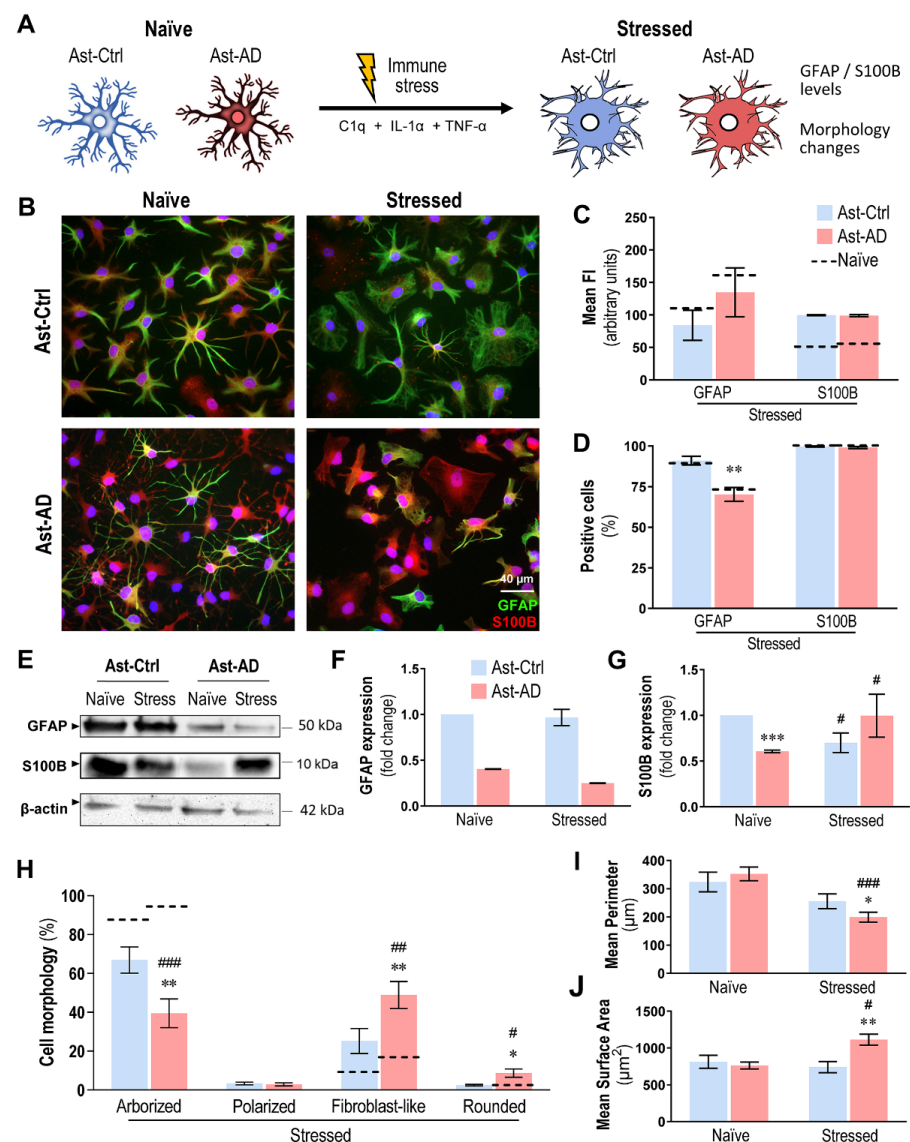 A
Naïve
Stressed
Ast-Ctrl
Ast-AD
Immune
stress
C1q + IL-1α + TNF-α
Ast-Ctrl
Ast-AD
GFAP / S100B
levels
Morphology
changes
B
Naïve
Stressed
Ast-Ctrl
Ast-AD
40 µm
GFAP
S100B
C
Ast-Ctrl
Ast-AD
Naïve
Mean FI
(arbitrary units)
250
200
150
100
50
0
GFAP
S100B
Stressed
D
Positive cells
(%)
100
75
50
25
0
**
GFAP
S100B
Stressed
E
Ast-Ctrl
Ast-AD
Naïve
Stress
Naïve
Stress
GFAP
50 kDa
S100B
10 kDa
β-actin
42 kDa
F
Ast-Ctrl
Ast-AD
GFAP expression
(fold change)
1.5
1.0
0.5
0.0
Naïve
Stressed
G
S100B expression
(fold change)
1.5
1.0
0.5
0.0
***
#
#
Naïve
Stressed
H
Cell morphology (%)
100
80
60
40
20
0
###
**
##
**
#
*
Arborized
Polarized
Fibroblast-like
Rounded
Stressed
I
Mean Perimeter
(µm)
400
300
200
100
0
###
*
Naïve
Stressed
J
Mean Surface Area
(µm²)
1500
1000
500
0
#
**
Naïve
Stressed